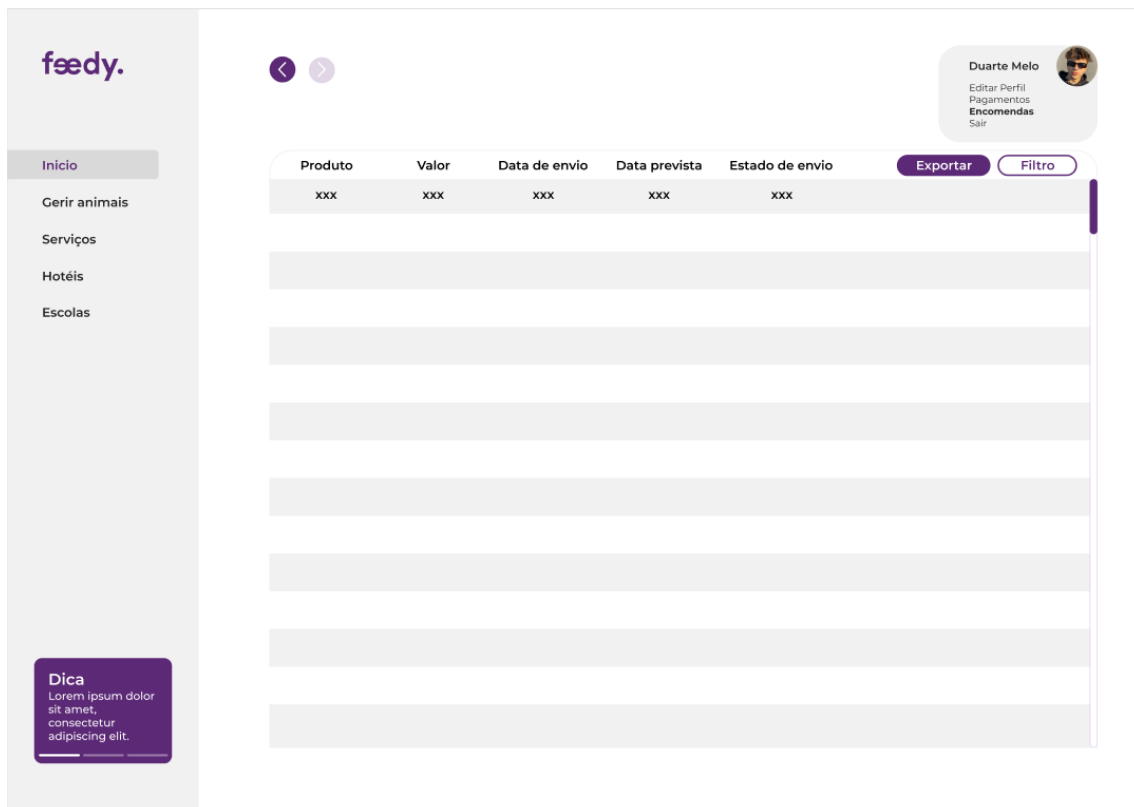 feedy.
Duarte Melo
Editar Perfil
Pagamentos
Encomendas
Sair
Inicio
Gerir animais
Serviços
Hotéis
Escolas
Produto Valor Data de envio Data prevista Estado de envio Exportar Filtro
xxx xxx xxx xxx xxx
Dica
Lorem ipsum dolor
sit amet,
consectetur
adipiscing elit.